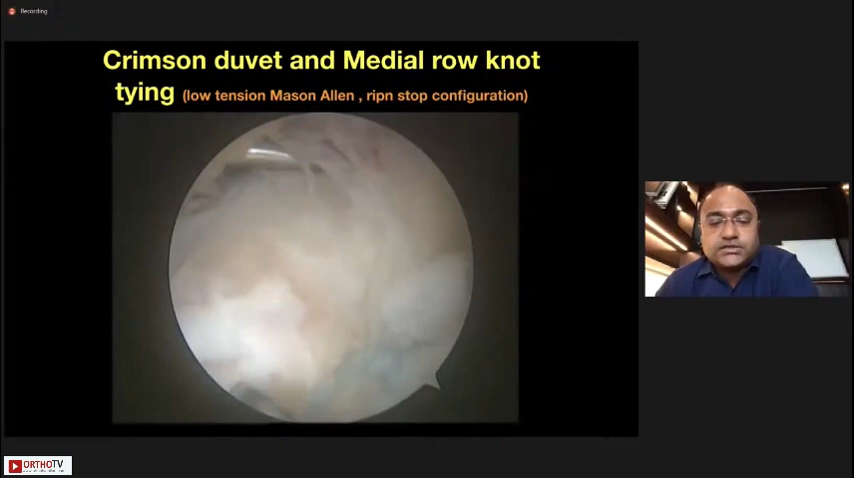 Recording
Crimson duvet and Medial row knot
tying (low tension Mason Allen , ripn stop configuration)
ORTHOTV